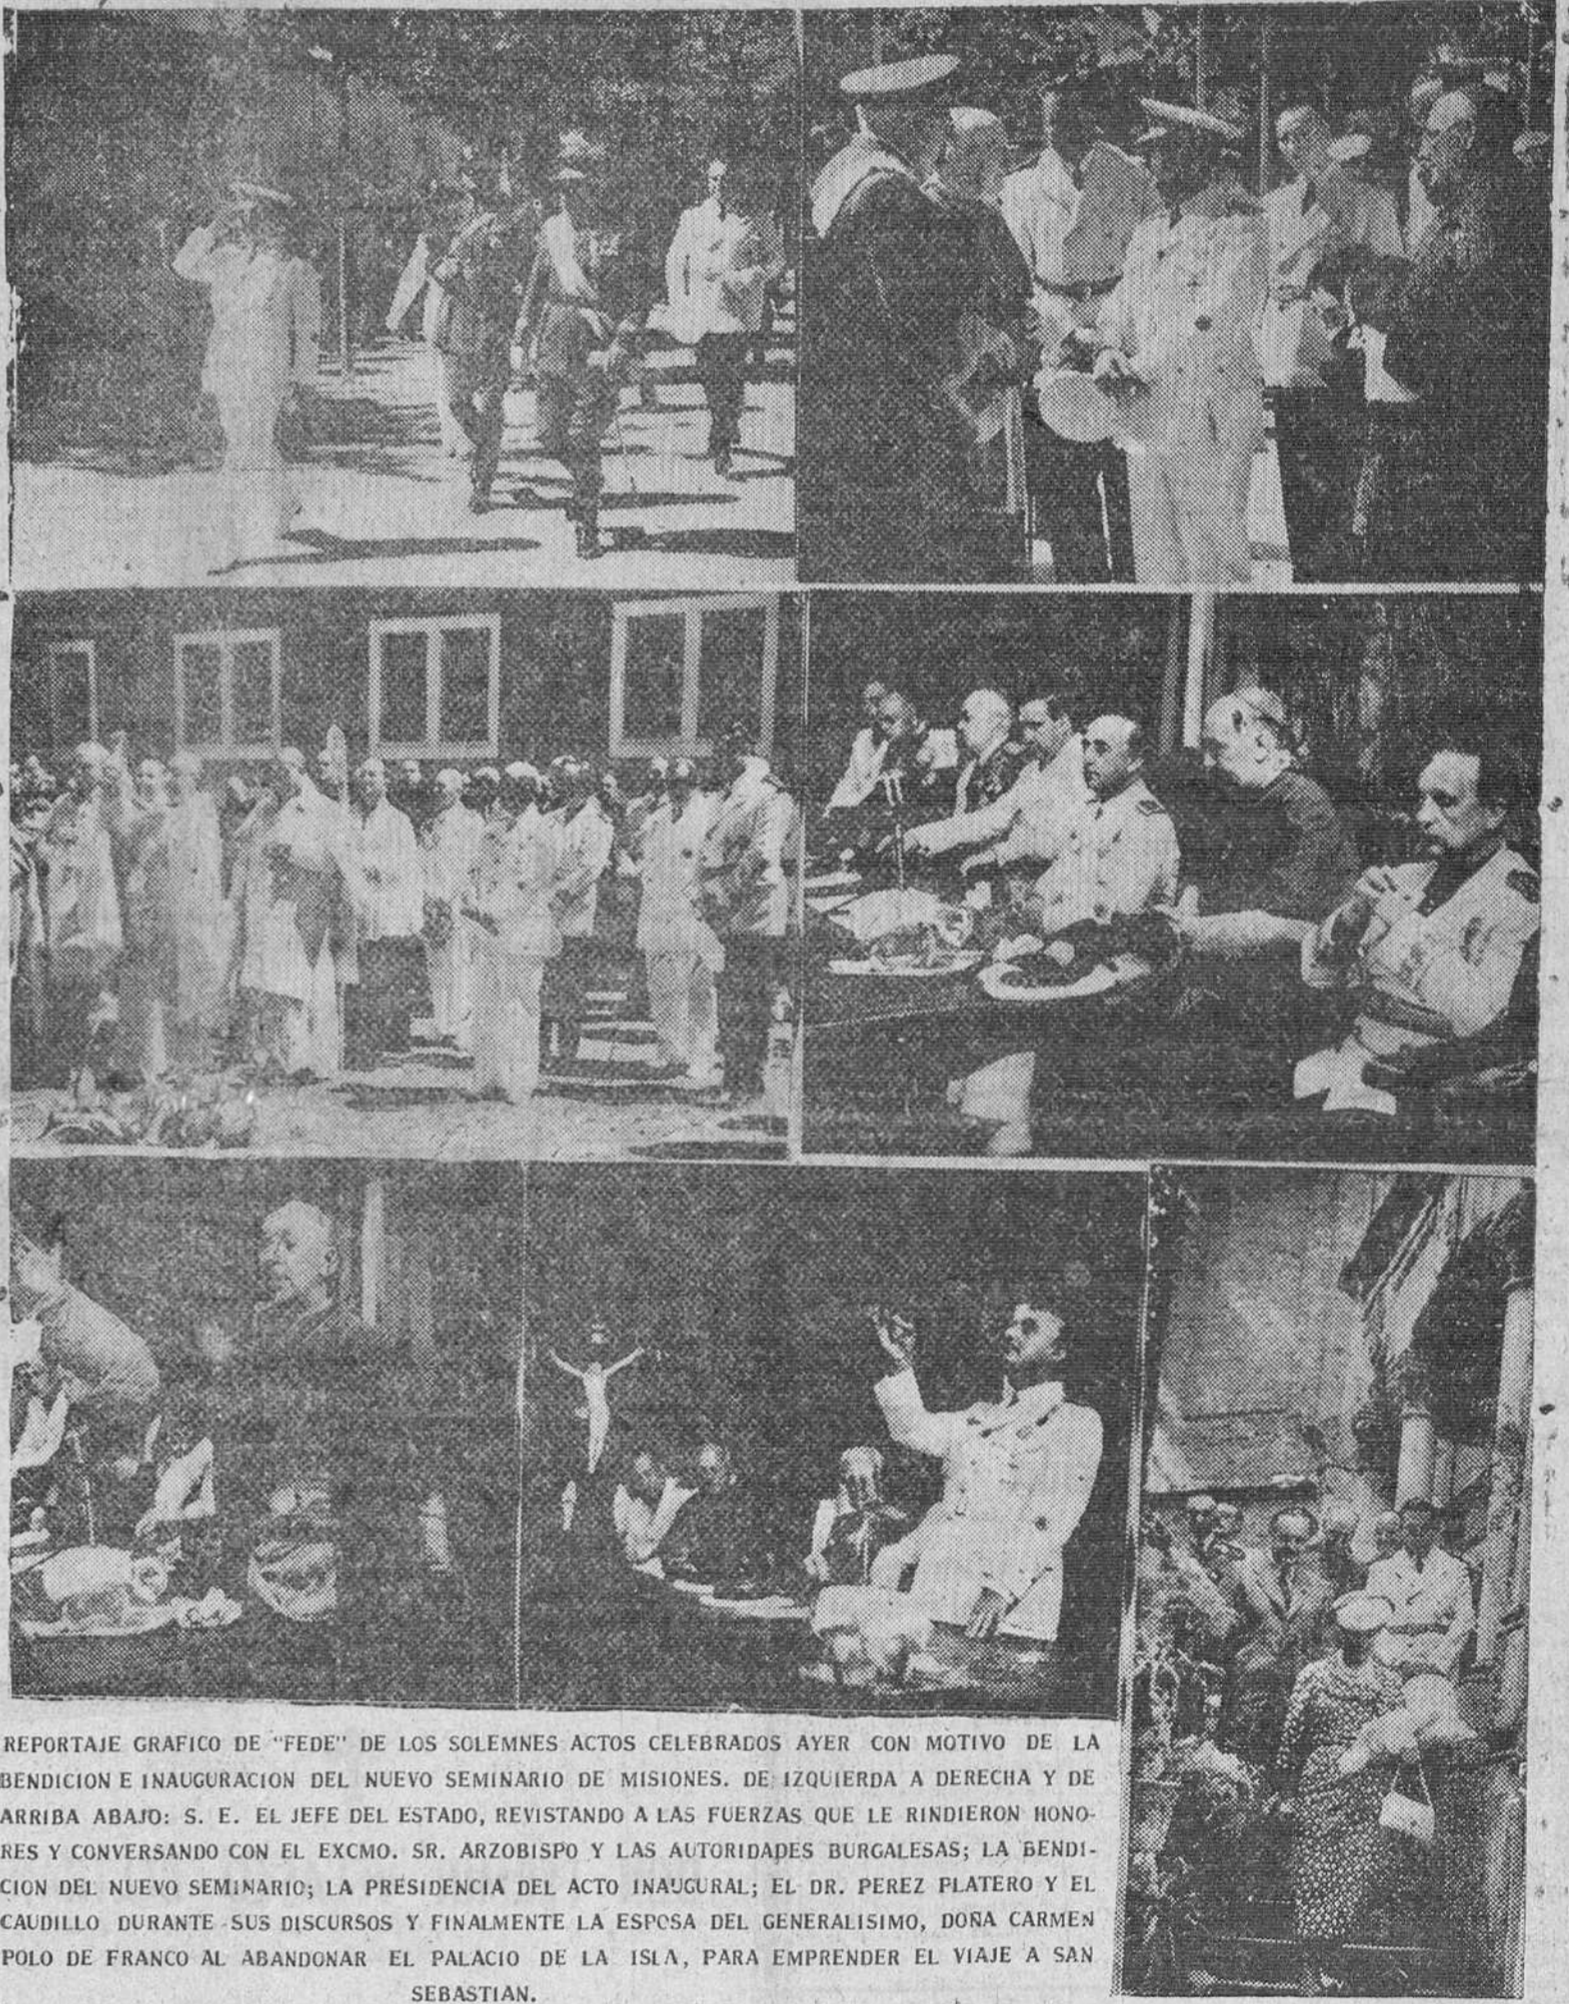 REPORTAJE GRAFICO DE "FEDE" DE LOS SOLEMNES ACTOS CELEBRADOS AYER CON MOTIVO DE LA
BENDICION E INAUGURACION DEL NUEVO SEMINARIO DE MISIONES. DE IZQUIERDA A DERECHA Y DE
ARRIBA ABAJO: S. E. EL JEFE DEL ESTADO, REVISTANDO A LAS FUERZAS QUE LE RINDIERON HONO-
RES Y CONVERSANDO CON EL EXCMO. SR. ARZOBISPO Y LAS AUTORIDADES BURGALESAS; LA BENDI-
CION DEL NUEVO SEMINARIO; LA PRESIDENCIA DEL ACTO INAUGURAL; EL DR. PEREZ PLATERO Y EL
CAUDILLO DURANTE SUS DISCURSOS Y FINALMENTE LA ESPOSA DEL GENERALISIMO, DOÑA CARMEN
POLO DE FRANCO AL ABANDONAR EL PALACIO DE LA ISLA, PARA EMPRENDER EL VIAJE A SAN
SEBASTIAN.